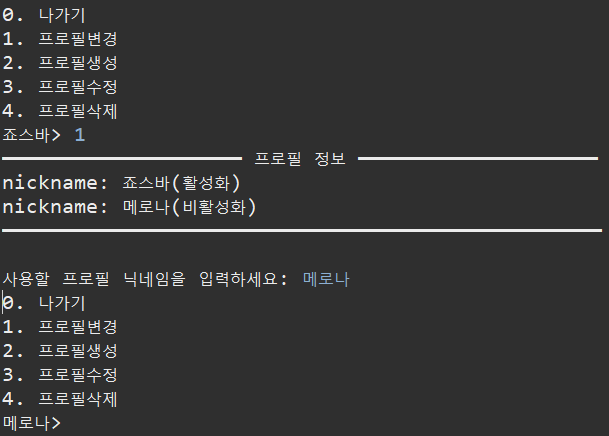 0. 나가기
1. 프로필변경
2. 프로필생성
3. 프로필수정
4. 프로필삭제
죠스바> 1
━━━━━━━━━━━━━━━━━━━━ 프로필 정보 ━━━━━━━━━━━━━━━━━━━━
nickname: 죠스바(활성화)
nickname: 메로나(비활성화)
━━━━━━━━━━━━━━━━━━━━━━━━━━━━━━━━━━━━━━━━━━━━━━━━━━
사용할 프로필 닉네임을 입력하세요: 메로나
0. 나가기
1. 프로필변경
2. 프로필생성
3. 프로필수정
4. 프로필삭제
메로나>